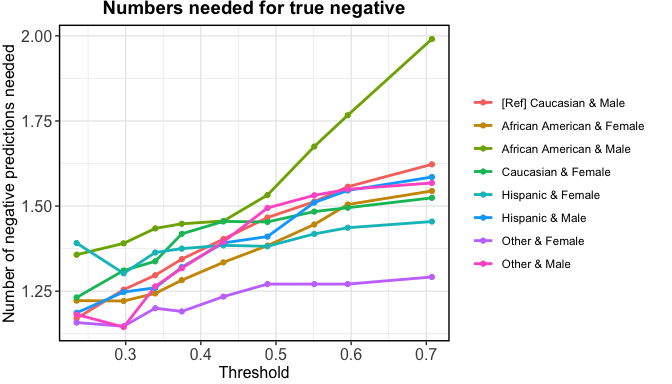 Numbers needed for true negative
Number of negative predictions needed
2.00
1.75
1.50
1.25
0.3 0.4 0.5 0.6 0.7
Threshold
[Ref] Caucasian & Male
African American & Female
African American & Male
Caucasian & Female
Hispanic & Female
Hispanic & Male
Other & Female
Other & Male